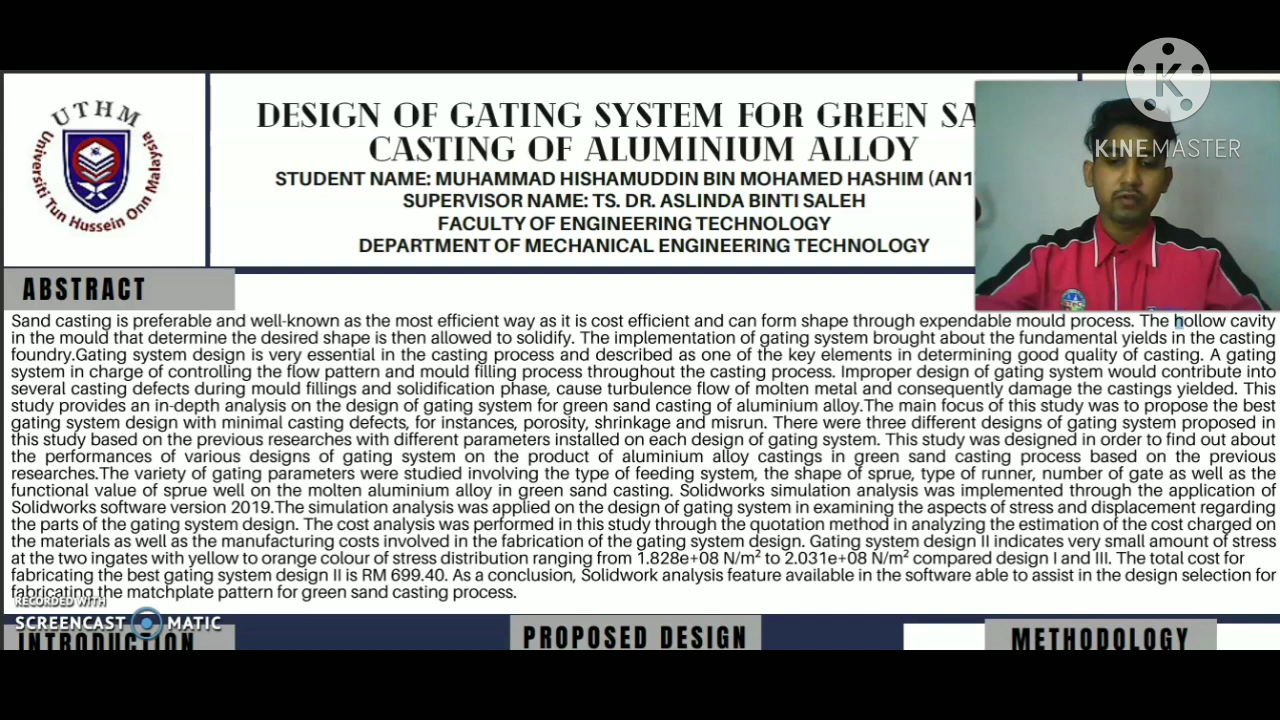 UTHM
Universiti Tun Hussein Onn Malaysia
DESIGN OF GATING SYSTEM FOR GREEN SA
CASTING OF ALUMINIUM ALLOY
STUDENT NAME: MUHAMMAD HISHAMUDDIN BIN MOHAMED HASHIM (AN1
SUPERVISOR NAME: TS. DR. ASLINDA BINTI SALEH
FACULTY OF ENGINEERING TECHNOLOGY
DEPARTMENT OF MECHANICAL ENGINEERING TECHNOLOGY
K
KINEMASTER
ABSTRACT
Sand casting is preferable and well-known as the most efficient way as it is cost efficient and can form shape through expendable mould process. The hollow cavity
in the mould that determine the desired shape is then allowed to solidify. The implementation of gating system brought about the fundamental yields in the casting
foundry.Gating system design is very essential in the casting process and described as one of the key elements in determining good quality of casting. A gating
system in charge of controlling the flow pattern and mould filling process throughout the casting process. Improper design of gating system would contribute into
several casting defects during mould fillings and solidification phase, cause turbulence flow of molten metal and consequently damage the castings yielded. This
study provides an in-depth analysis on the design of gating system for green sand casting of aluminium alloy.The main focus of this study was to propose the best
gating system design with minimal casting defects, for instances, porosity, shrinkage and misrun. There were three different designs of gating system proposed in
this study based on the previous researches with different parameters installed on each design of gating system. This study was designed in order to find out about
the performances of various designs of gating system on the product of aluminium alloy castings in green sand casting process based on the previous
researches.The variety of gating parameters were studied involving the type of feeding system, the shape of sprue, type of runner, number of gate as well as the
functional value of sprue well on the molten aluminium alloy in green sand casting. Solidworks simulation analysis was implemented through the application of
Solidworks software version 2019.The simulation analysis was applied on the design of gating system in examining the aspects of stress and displacement regarding
the parts of the gating system design. The cost analysis was performed in this study through the quotation method in analyzing the estimation of the cost charged on
the materials as well as the manufacturing costs involved in the fabrication of the gating system design. Gating system design II indicates very small amount of stress
at the two ingates with yellow to orange colour of stress distribution ranging from 1.828e+08 N/m² to 2.031e+08 N/m² compared design I and III. The total cost for
fabricating the best gating system design II is RM 699.40. As a conclusion, Solidwork analysis feature available in the software able to assist in the design selection for
fabricating the matchplate pattern for green sand casting process.
RECORDED WITH
SCREENCAST MATIC
INTRODUCTION
PROPOSED DESIGN
METHODOLOGY